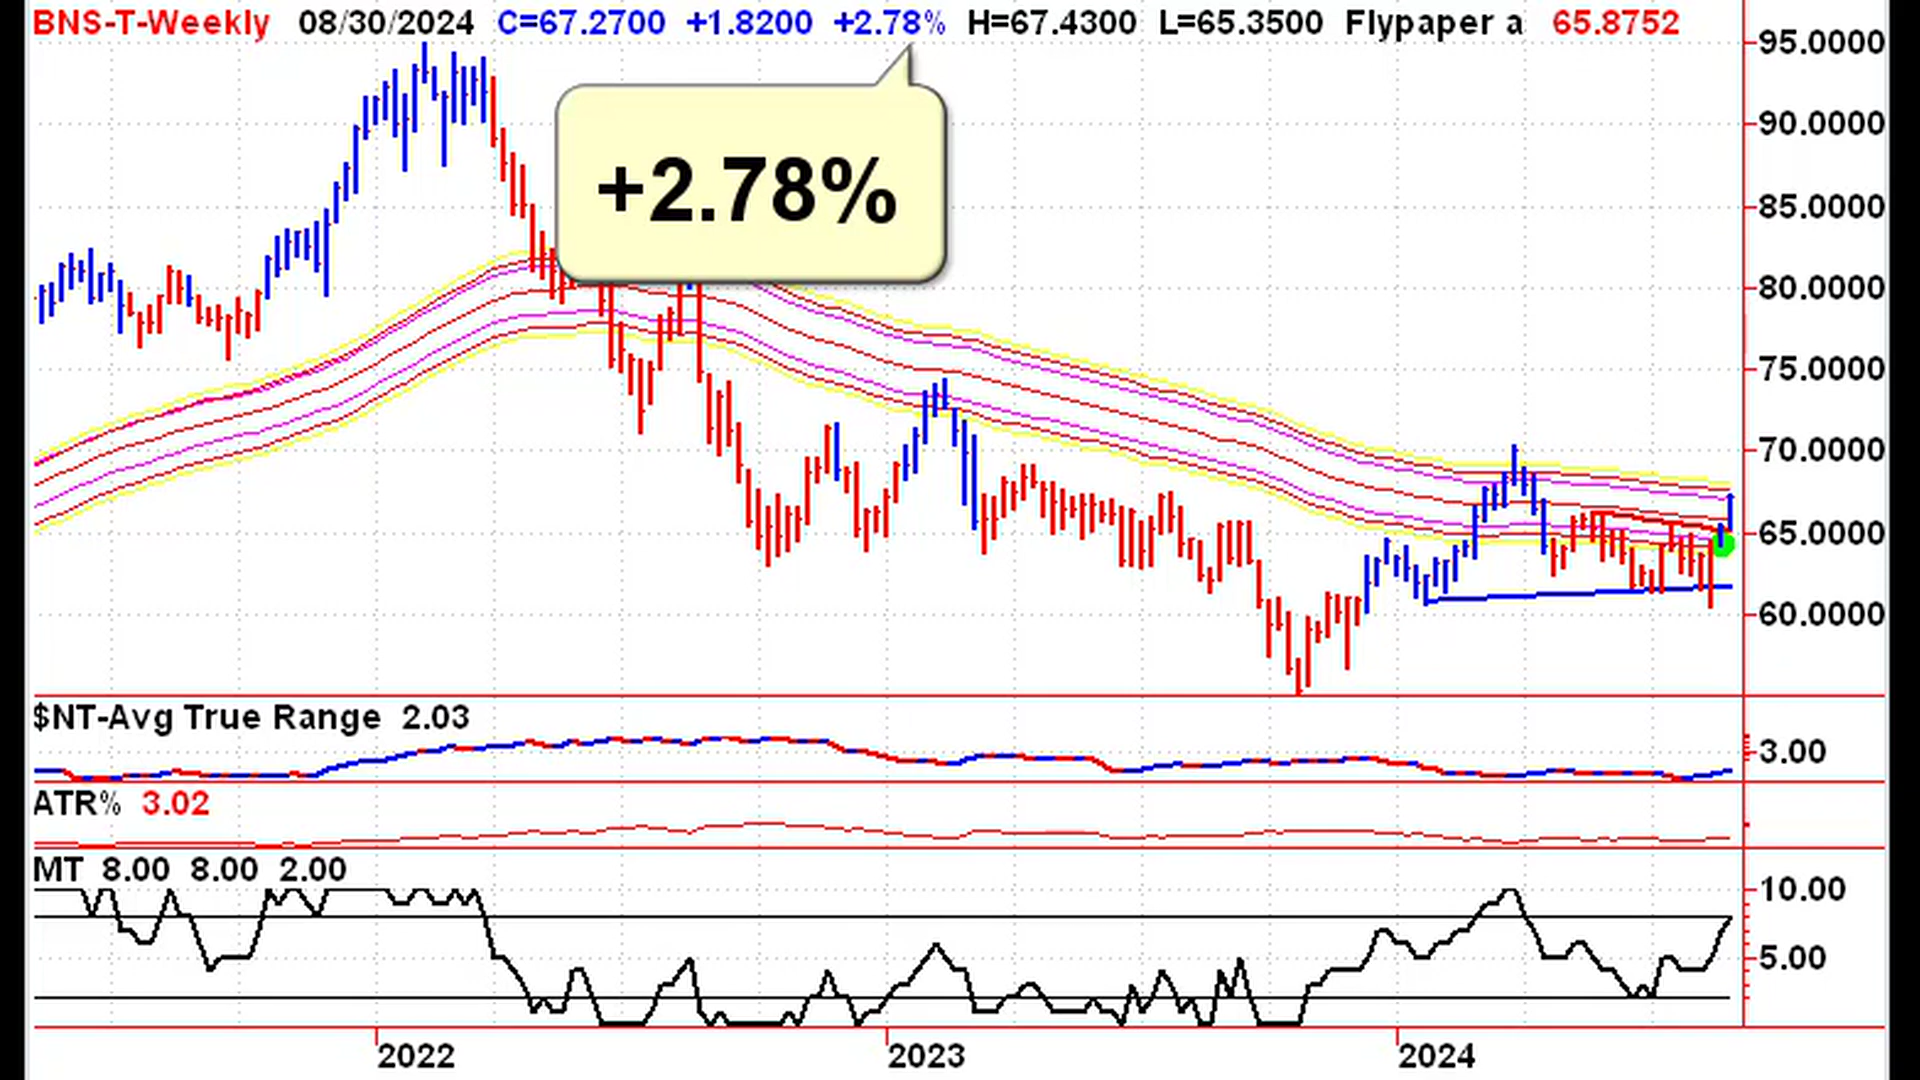 BNS-T-Weekly 08/30/2024 C=67.2700 +1.8200 +2.78% H=67.4300 L=65.3500 Flypaper a 65.8752
95.0000
90.0000
+2.78%
85.0000
80.0000
75.0000
70.0000
65.0000
60.0000
$NT-Avg True Range 2.03
3.00
ATR% 3.02
MT 8.00 8.00 2.00
10.00
5.00
2022 2023 2024